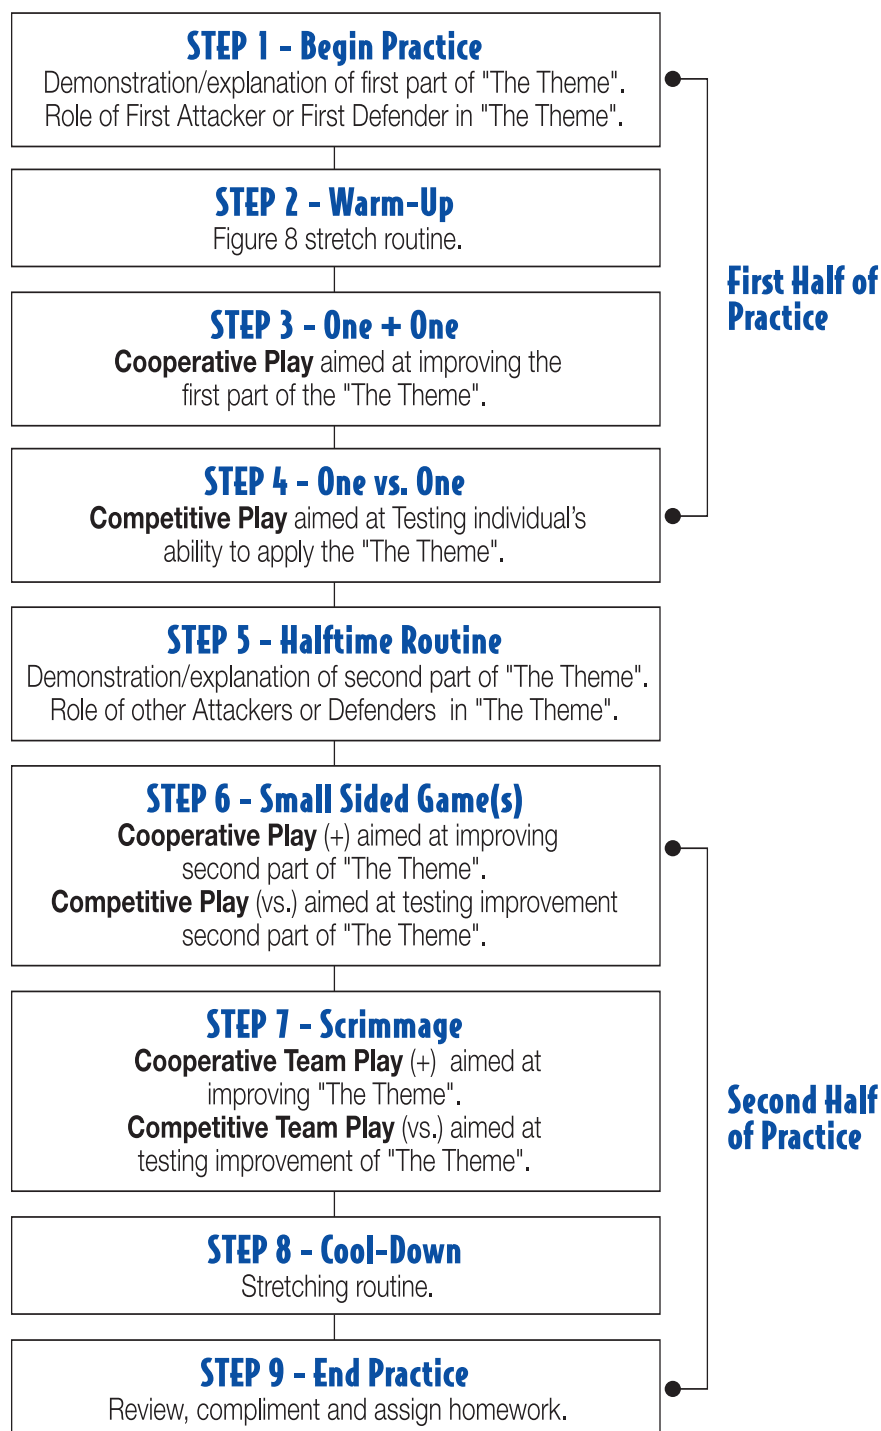 STEP 1 - Begin Practice
Demonstration/explanation of first part of "The Theme".
Role of First Attacker or First Defender in "The Theme".
STEP 2 - Warm-Up
Figure 8 stretch routine.
First Half of
Practice
STEP 3 - One + One
Cooperative Play aimed at improving the
first part of the "The Theme".
STEP 4 - One vs. One
Competitive Play aimed at Testing individual’s
ability to apply the "The Theme".
STEP 5 - Halftime Routine
Demonstration/explanation of second part of "The Theme".
Role of other Attackers or Defenders in "The Theme".
STEP 6 - Small Sided Game(s)
Cooperative Play (+) aimed at improving
second part of "The Theme".
Competitive Play (vs.) aimed at testing improvement
second part of "The Theme".
STEP 7 - Scrimmage
Cooperative Team Play (+) aimed at
improving "The Theme".
Competitive Team Play (vs.) aimed at
testing improvement of "The Theme".
Second Half
of Practice
STEP 8 - Cool-Down
Stretching routine.
STEP 9 - End Practice
Review, compliment and assign homework.